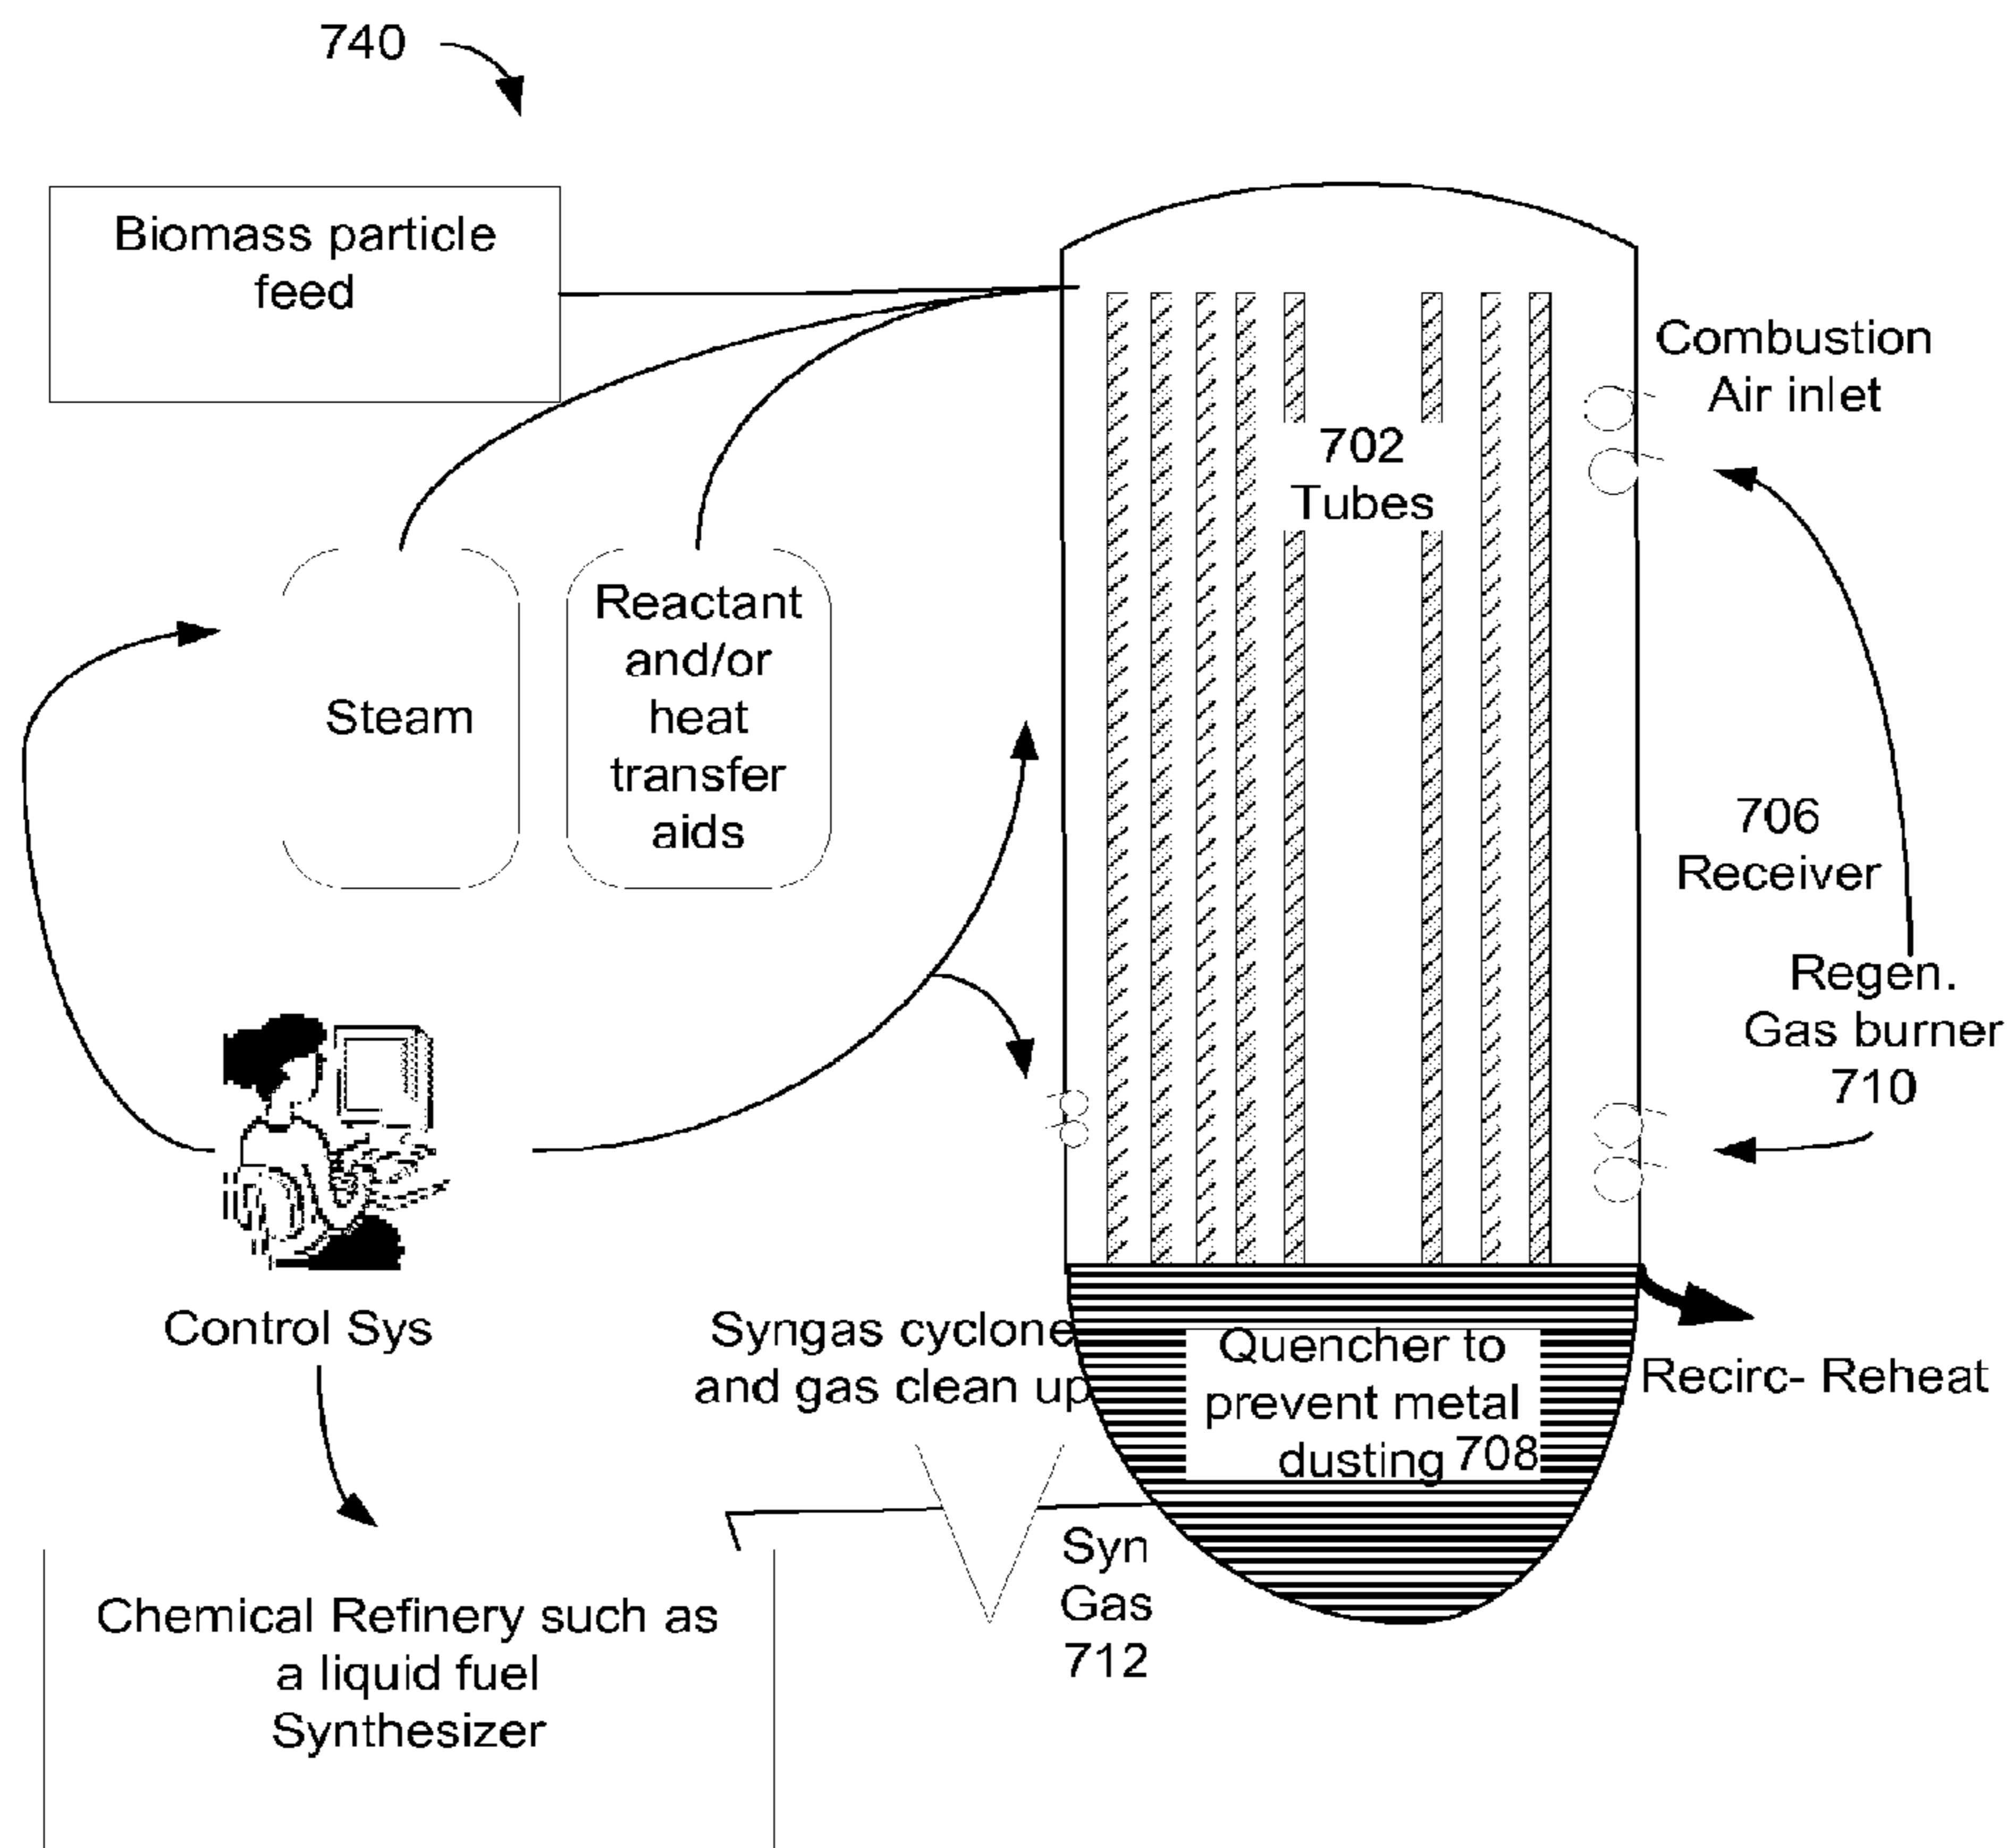 740
Biomass particle
feed
Combustion
Air inlet
702
Tubes
Reactant
and/or
heat
transfer
aids
Steam
706
Receiver
Regen.
Gas burner
710
Control Sys
Syngas cyclone
and gas clean up
Quencher to
prevent metal
dusting 708
Recirc- Reheat
Syn
Gas
712
Chemical Refinery such as
a liquid fuel
Synthesizer